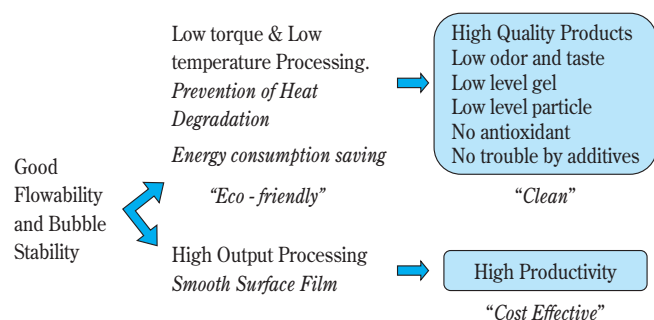 Good
Flowability
and Bubble
Stability
Low torque & Low
temperature Processing.
Prevention of Heat
Degradation
Energy consumption saving
“Eco - friendly”
High Quality Products
Low odor and taste
Low level gel
Low level particle
No antioxidant
No trouble by additives
“Clean”
High Output Processing
Smooth Surface Film
High Productivity
“Cost Effective”